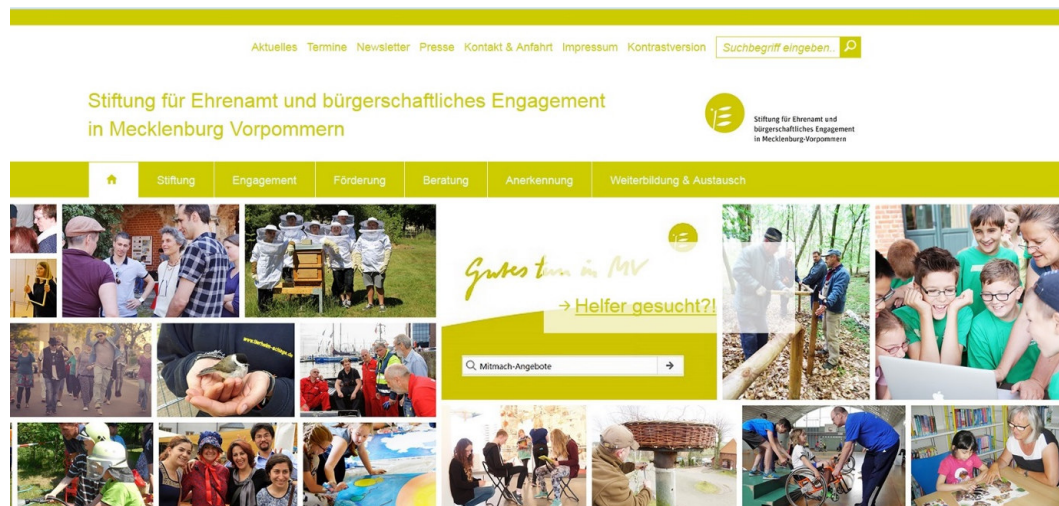 Aktuelles Termine Newsletter Presse Kontakt & Anfahrt Impressum Kontrastversion Suchbegriff eingeben..
Stiftung für Ehrenamt und bürgerschaftliches Engagement
in Mecklenburg Vorpommern
Stiftung für Ehrenamt und
bürgerschaftliches Engagement
in Mecklenburg-Vorpommern
Stiftung Engagement Förderung Beratung Anerkennung Weiterbildung & Austausch
Gutes tun in MV
→ Helfer gesucht?!
Mitmach-Angebote →